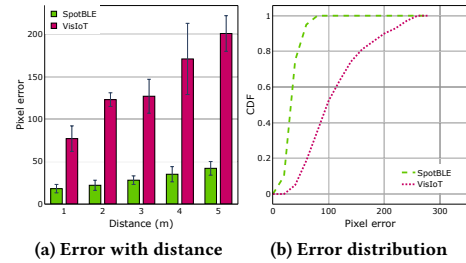 SpotBLE
VisIoT
200
150
100
50
0
Pixel error
1 2 3 4 5
Distance (m)
(a) Error with distance
1
0.8
0.6
0.4
0.2
0
CDF
SpotBLE
VisIoT
0 100 200 300
Pixel error
(b) Error distribution